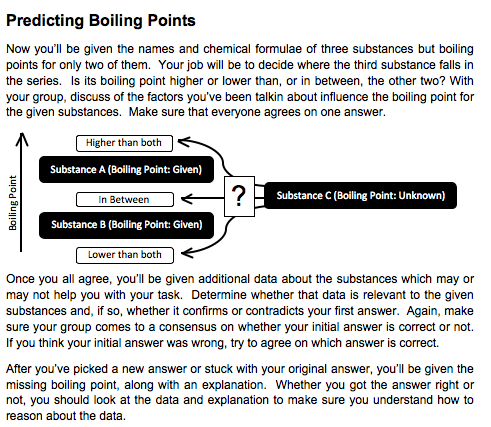 Predicting Boiling Points
Now you'll be given the names and chemical formulae of three substances but boiling
points for only two of them.  Your job will be to decide where the third substance falls in
the series.  Is its boiling point higher or lower than, or in between, the other two? With
your group, discuss of the factors you've been talkin about influence the boiling point for
the given substances.  Make sure that everyone agrees on one answer.
Higher than both
Substance A (Boiling Point: Given)
In Between
Substance B (Boiling Point: Given)
Lower than both
Boiling Point
?
Substance C (Boiling Point: Unknown)
Once you all agree, you'll be given additional data about the substances which may or
may not help you with your task.  Determine whether that data is relevant to the given
substances and, if so, whether it confirms or contradicts your first answer.  Again, make
sure your group comes to a consensus on whether your initial answer is correct or not.
If you think your initial answer was wrong, try to agree on which answer is correct.
After you've picked a new answer or stuck with your original answer, you'll be given the
missing boiling point, along with an explanation.  Whether you got the answer right or
not, you should look at the data and explanation to make sure you understand how to
reason about the data.